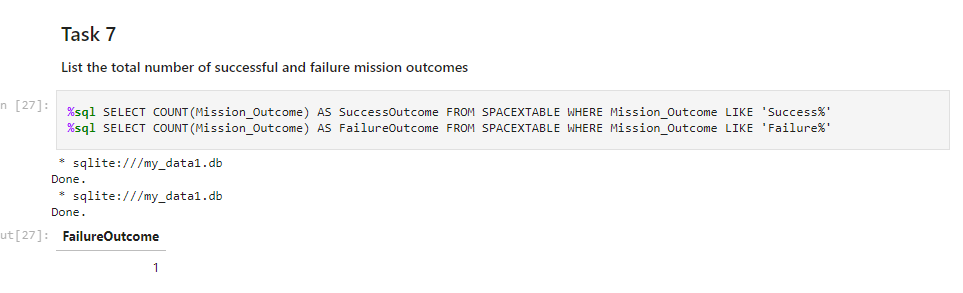 Task 7
List the total number of successful and failure mission outcomes
n [27]: %sql SELECT COUNT(Mission_Outcome) AS SuccessOutcome FROM SPACEXTABLE WHERE Mission_Outcome LIKE 'Success%'
%sql SELECT COUNT(Mission_Outcome) AS FailureOutcome FROM SPACEXTABLE WHERE Mission_Outcome LIKE 'Failure%'
* sqlite:///my_data1.db
Done.
* sqlite:///my_data1.db
Done.
ut[27]: FailureOutcome
1